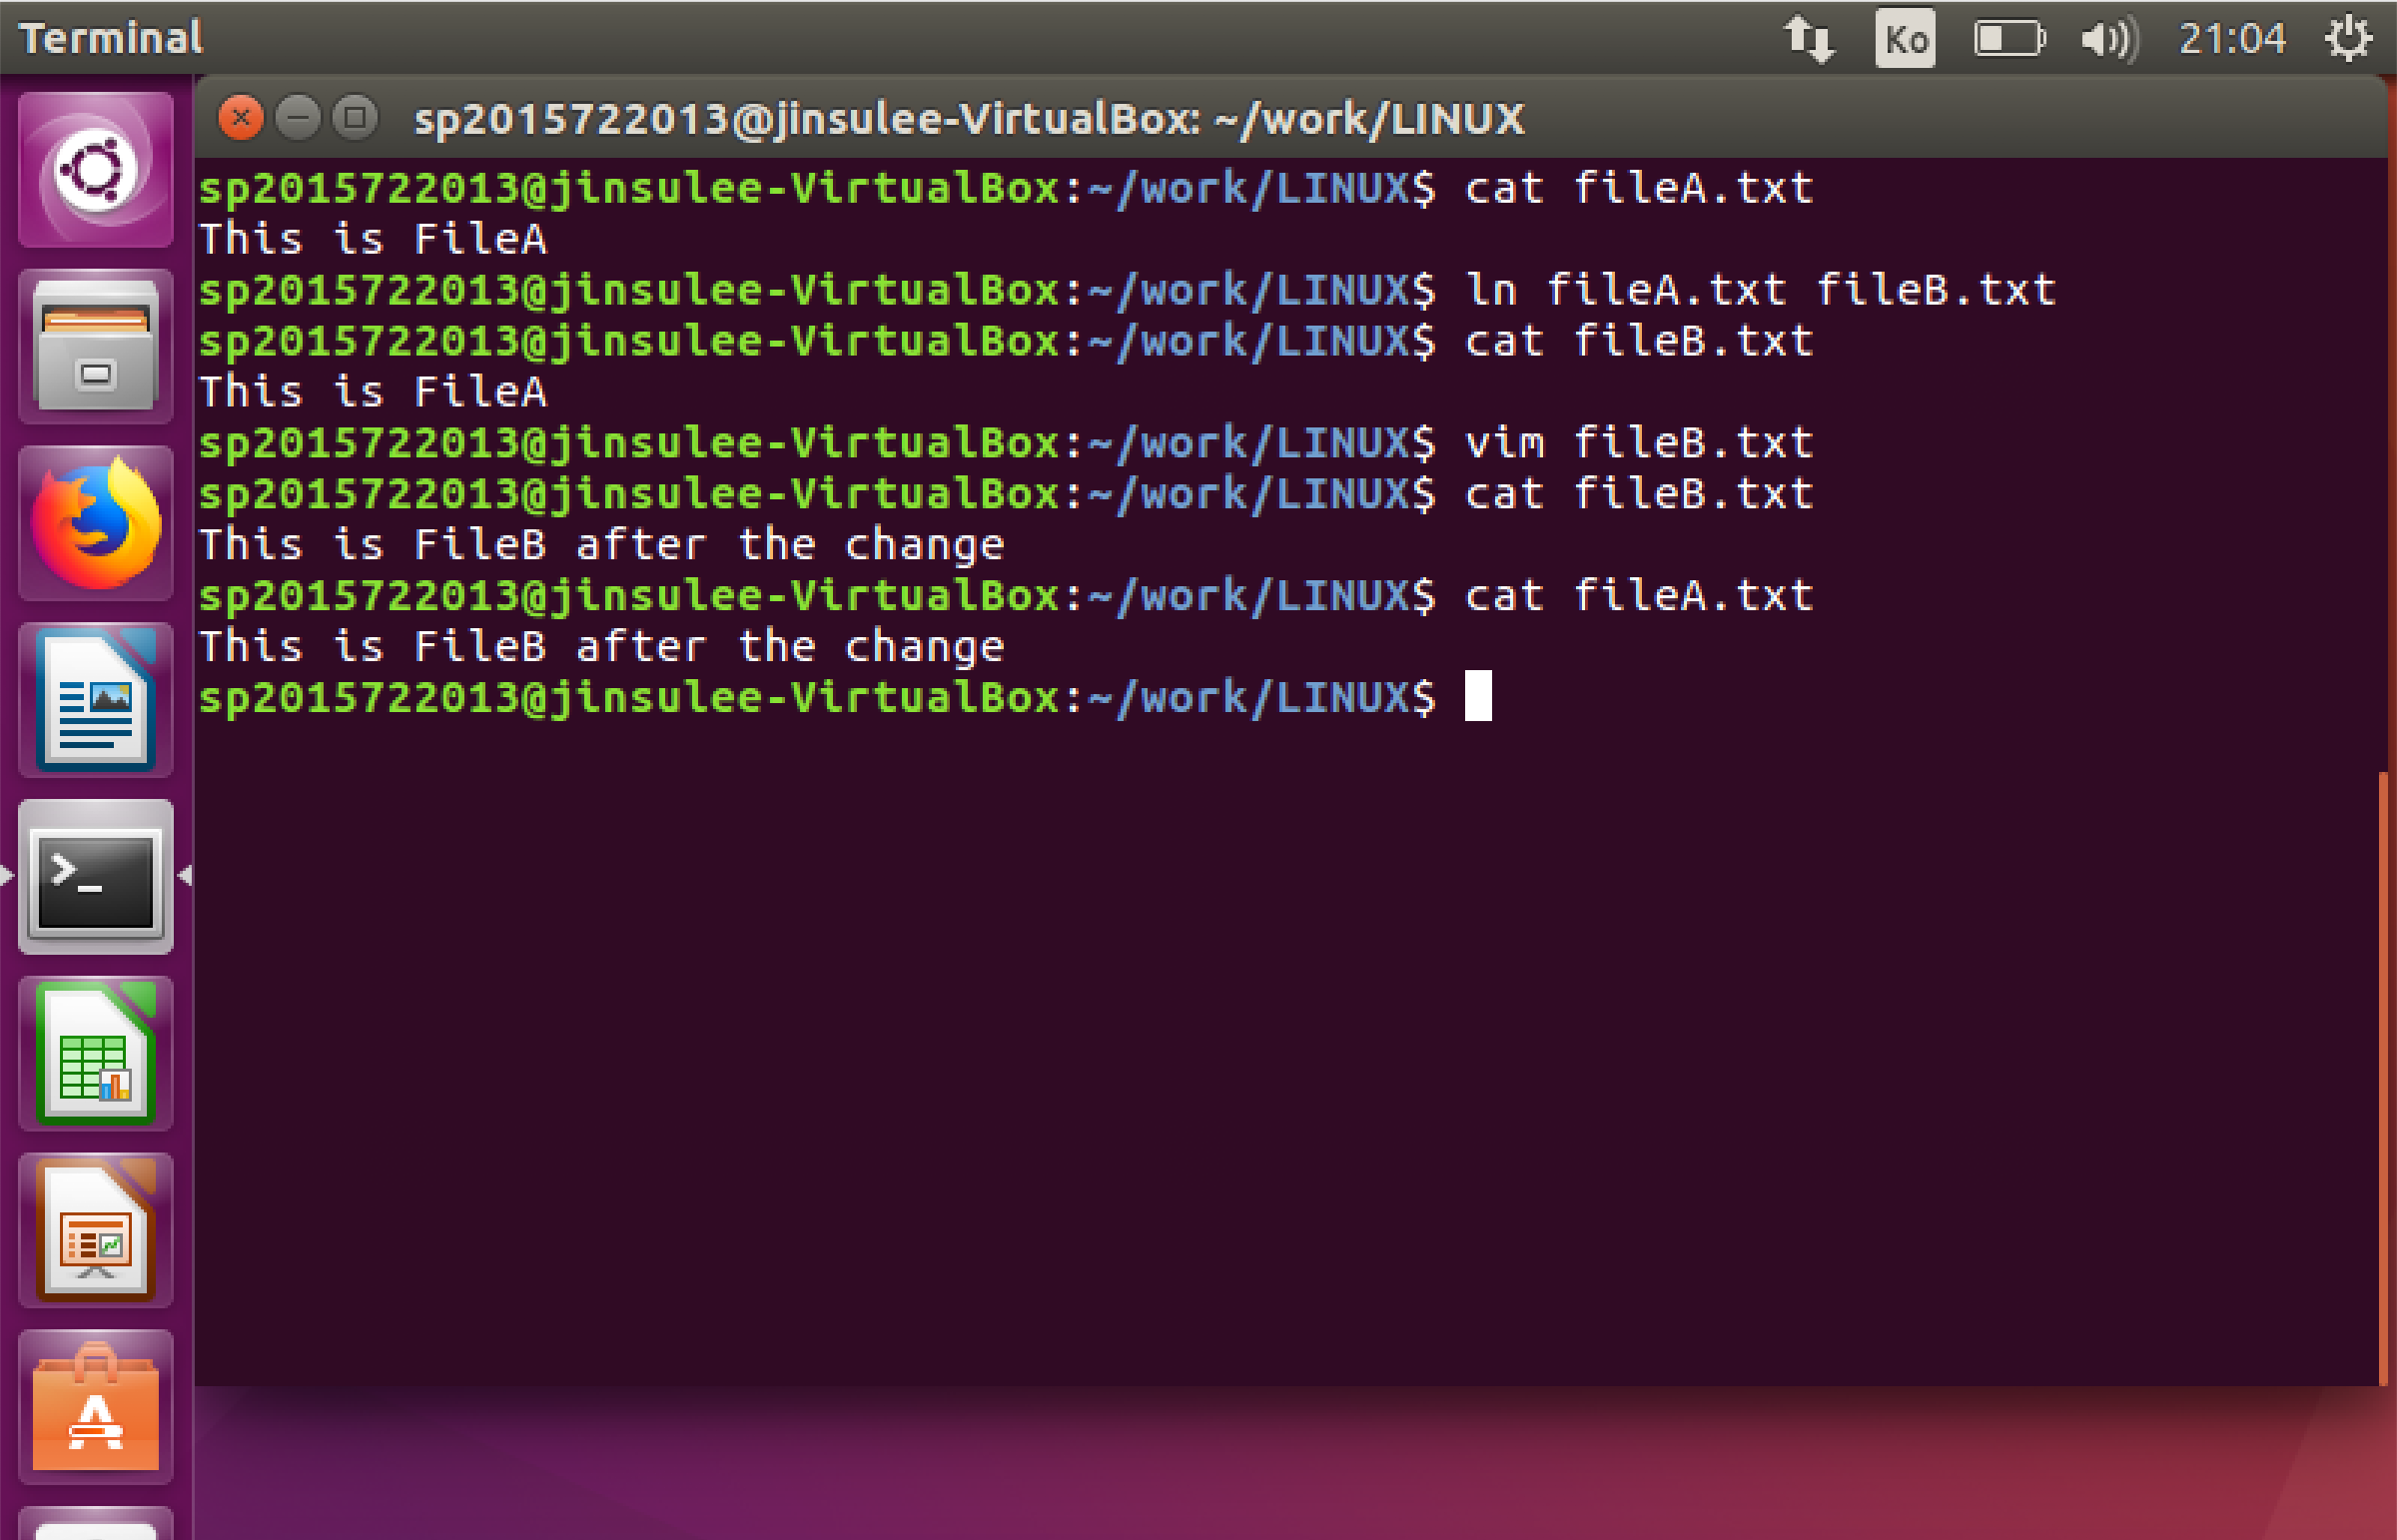 Terminal
Ko
21:04
sp2015722013@jinsulee-VirtualBox: ~/work/LINUX
sp2015722013@jinsulee-VirtualBox:~/work/LINUX$ cat fileA.txt
This is FileA
sp2015722013@jinsulee-VirtualBox:~/work/LINUX$ ln fileA.txt fileB.txt
sp2015722013@jinsulee-VirtualBox:~/work/LINUX$ cat fileB.txt
This is FileA
sp2015722013@jinsulee-VirtualBox:~/work/LINUX$ vim fileB.txt
sp2015722013@jinsulee-VirtualBox:~/work/LINUX$ cat fileB.txt
This is FileB after the change
sp2015722013@jinsulee-VirtualBox:~/work/LINUX$ cat fileA.txt
This is FileB after the change
sp2015722013@jinsulee-VirtualBox:~/work/LINUX$